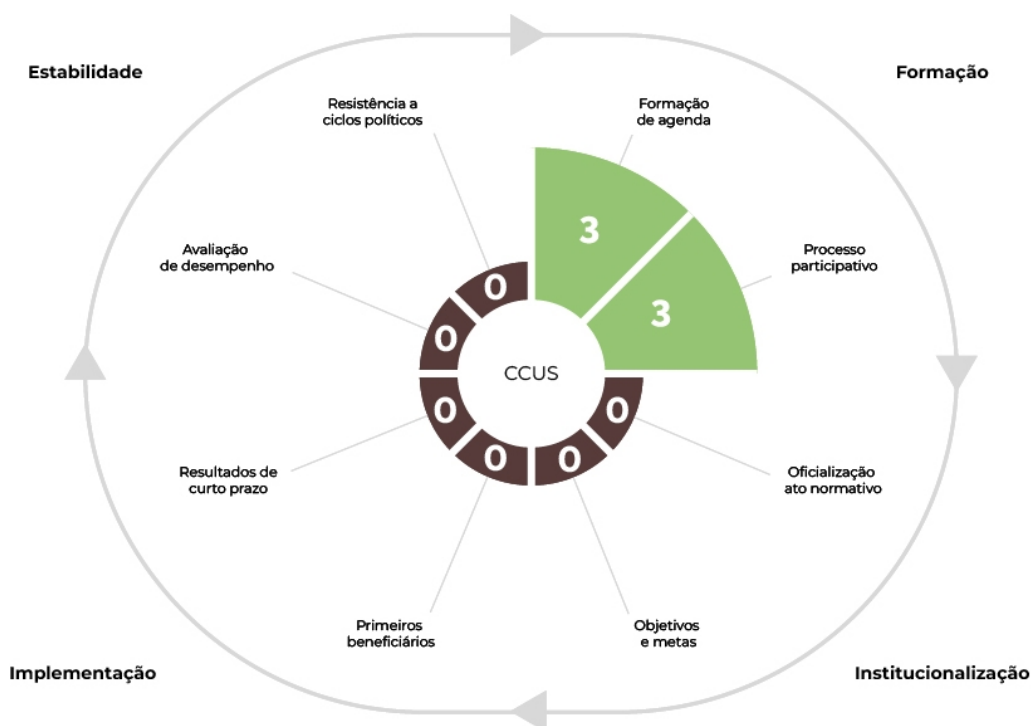 Estabilidade
Formação
Resistência a
ciclos políticos
Formação
de agenda
3
Avaliação
de desempenho
Processo
participativo
0
3
0
CCUS
0
0
Resultados de
curto prazo
0
0
Oficialização
ato normativo
Primeiros
beneficiários
Objetivos
e metas
Implementação
Institucionalização